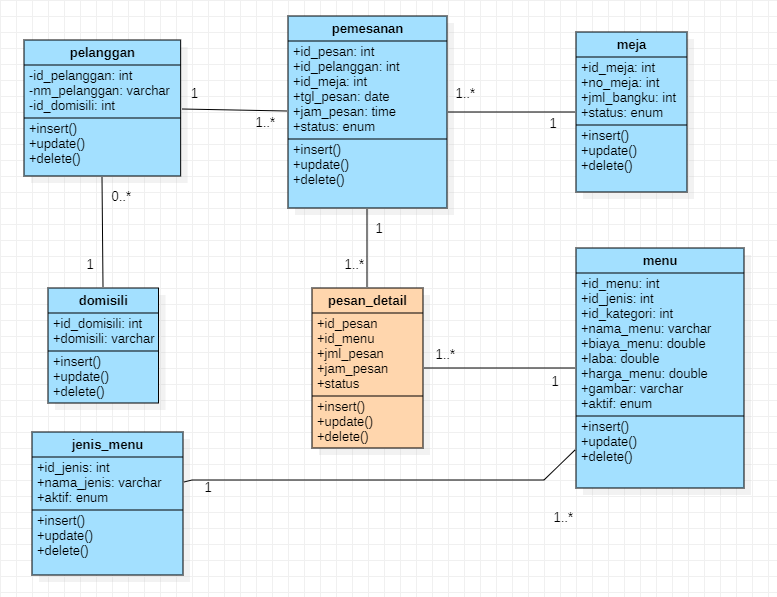 pelanggan
-id_pelanggan: int
-nm_pelanggan: varchar
-id_domisili: int
+insert()
+update()
+delete()
1
1..*
pemesanan
+id_pesan: int
+id_pelanggan: int
+id_meja: int
+tgl_pesan: date
+jam_pesan: time
+status: enum
+insert()
+update()
+delete()
1..*
1
meja
+id_meja: int
+no_meja: int
+jml_bangku: int
+status: enum
+insert()
+update()
+delete()
0..*
1
domisili
+id_domisili: int
+domisili: varchar
+insert()
+update()
+delete()
1
1..*
pesan_detail
+id_pesan
+id_menu
+jml_pesan
+jam_pesan
+status
+insert()
+update()
+delete()
1..*
1
menu
+id_menu: int
+id_jenis: int
+id_kategori: int
+nama_menu: varchar
+biaya_menu: double
+laba: double
+harga_menu: double
+gambar: varchar
+aktif: enum
+insert()
+update()
+delete()
jenis_menu
+id_jenis: int
+nama_jenis: varchar
+aktif: enum
+insert()
+update()
+delete()
1
1..*